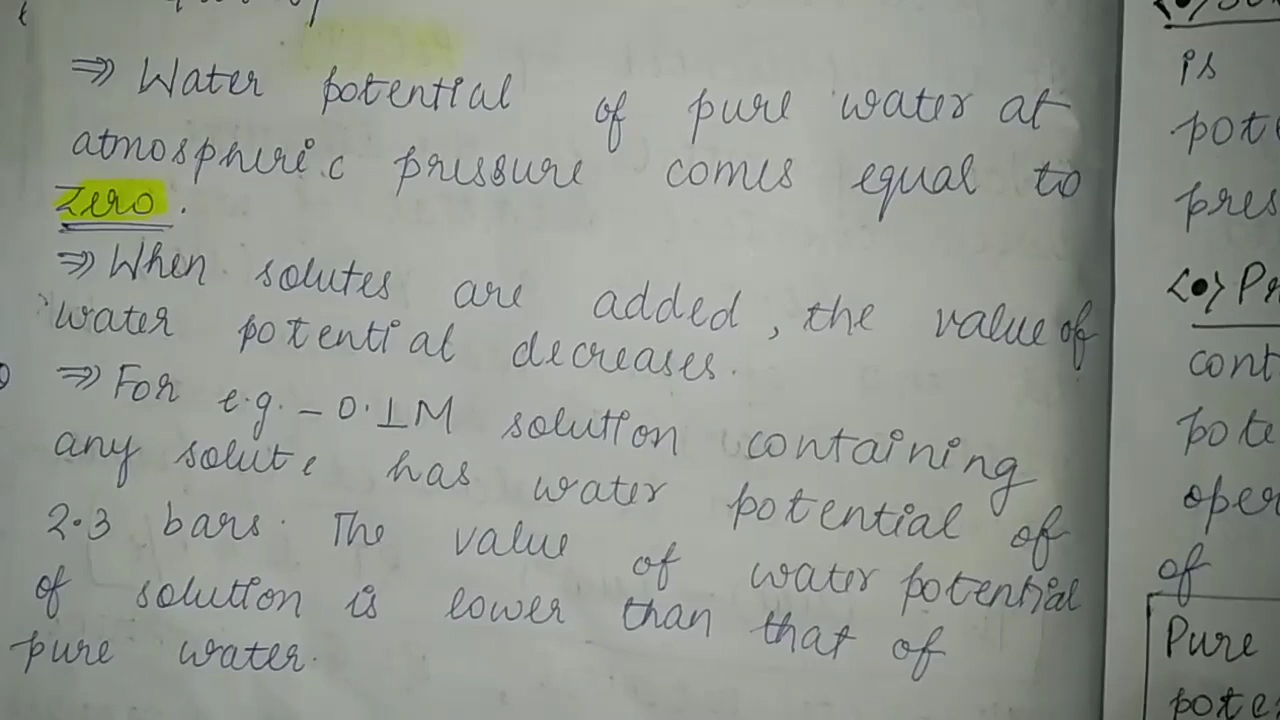 ⇒ Water potential of pure water at
atmospheric pressure comes equal to
Zero.
⇒ When solutes are added, the value of
water potential decreases.
⇒ For e.g. - 0.1M solution containing
any solute has water potential of
2.3 bars. The value of water potential
of solution is lower than that of
pure water.
is
pote
pres
<•> Pr
cont
pote
oper
of
Pure
pote